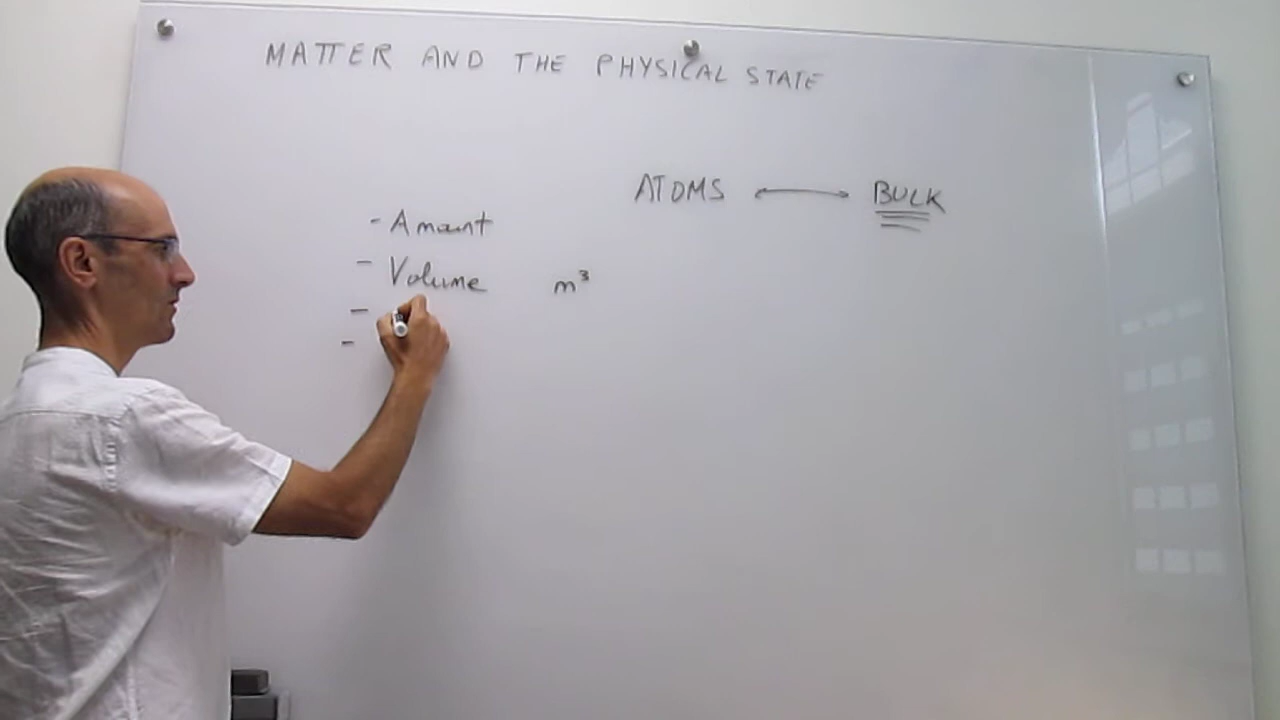 MATTER AND THE PHYSICAL STATE
ATOMS ⟷ BULK
- Amount
- Volume m³
-
-